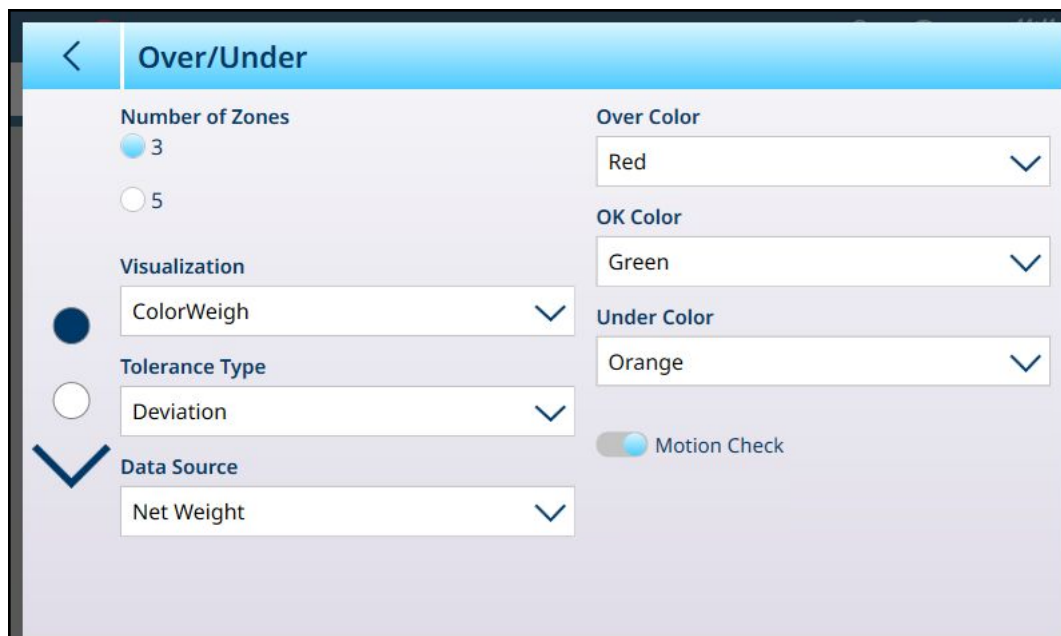 Over/Under
Number of Zones
3
5
Visualization
ColorWeigh
Tolerance Type
Deviation
Data Source
Net Weight
Over Color
Red
OK Color
Green
Under Color
Orange
Motion Check